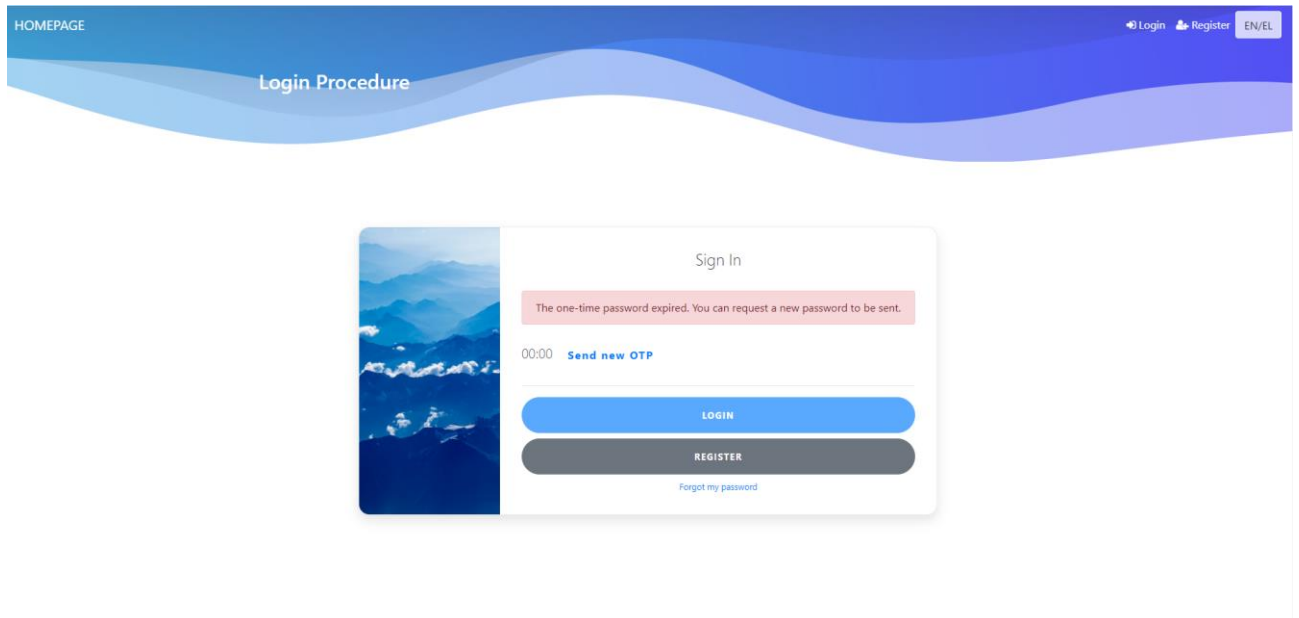 HOMEPAGE
Login Register EN/EL
Login Procedure
Sign In
The one-time password expired. You can request a new password to be sent.
00:00 Send new OTP
LOGIN
REGISTER
Forgot my password